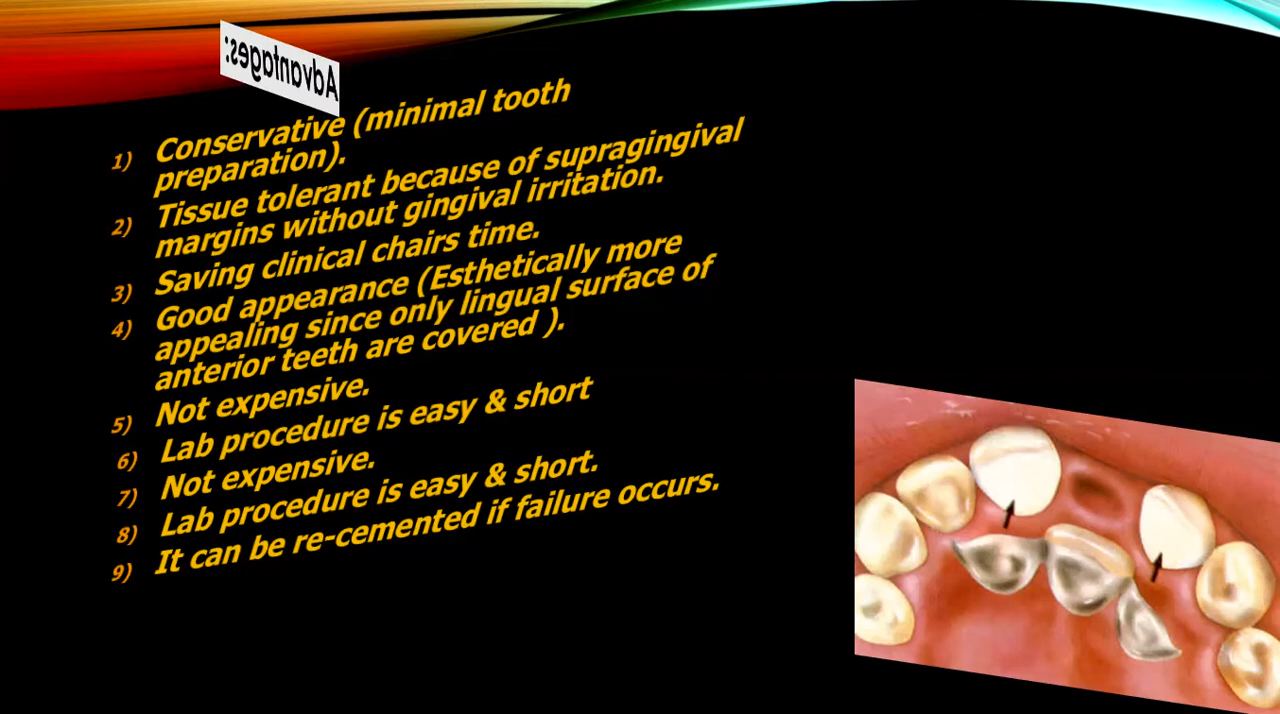 Advantages:
1) Conservative (minimal tooth
preparation).
2) Tissue tolerant because of supragingival
margins without gingival irritation.
3) Saving clinical chairs time.
4) Good appearance (Esthetically more
appealing since only lingual surface of
anterior teeth are covered ).
5) Not expensive.
6) Lab procedure is easy & short
7) Not expensive.
8) Lab procedure is easy & short.
9) It can be re-cemented if failure occurs.